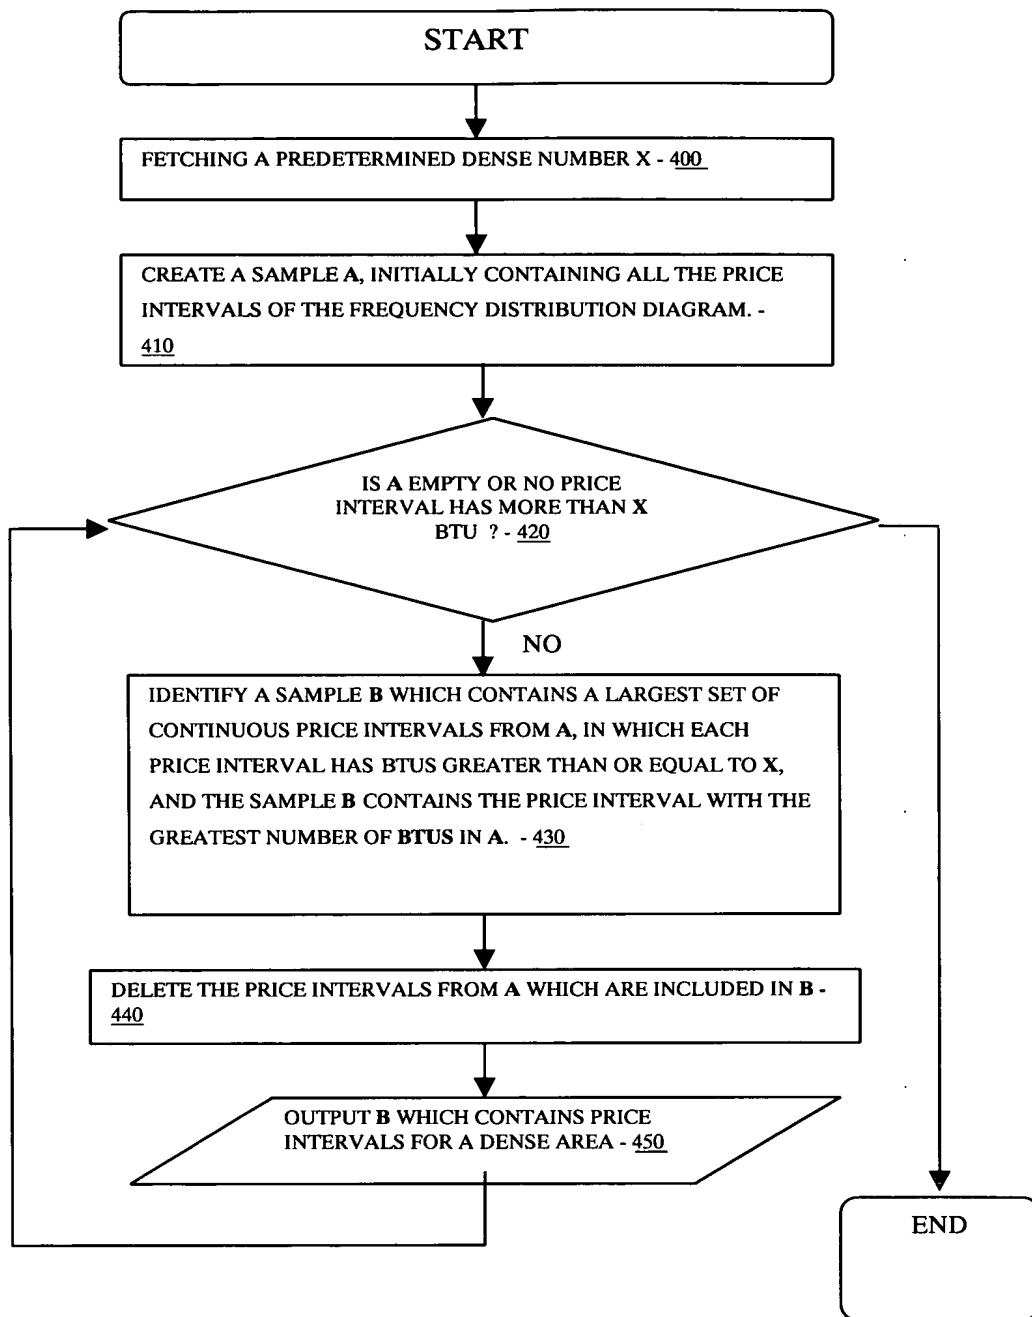 START
FETCHING A PREDETERMINED DENSE NUMBER X - 400
CREATE A SAMPLE A, INITIALLY CONTAINING ALL THE PRICE
INTERVALS OF THE FREQUENCY DISTRIBUTION DIAGRAM. -
410
IS A EMPTY OR NO PRICE
INTERVAL HAS MORE THAN X
BTU ? - 420
NO
IDENTIFY A SAMPLE B WHICH CONTAINS A LARGEST SET OF
CONTINUOUS PRICE INTERVALS FROM A, IN WHICH EACH
PRICE INTERVAL HAS BTUS GREATER THAN OR EQUAL TO X,
AND THE SAMPLE B CONTAINS THE PRICE INTERVAL WITH THE
GREATEST NUMBER OF BTUS IN A. - 430
DELETE THE PRICE INTERVALS FROM A WHICH ARE INCLUDED IN B -
440
OUTPUT B WHICH CONTAINS PRICE
INTERVALS FOR A DENSE AREA - 450
END